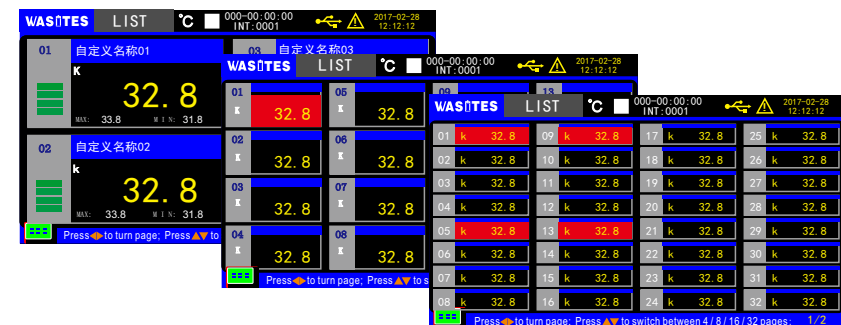 WASITES LIST ℃ 000-00:00:00 INT:0001 2017-02-28 12:12:12
01 自定义名称01
K
32.8
MAX: 33.8 MIN: 31.8
02 自定义名称02
k
32.8
MAX: 33.8 MIN: 31.8
03 自定义名称03
Press to turn page; Press to
WASITES LIST ℃ 000-00:00:00 INT:0001 2017-02-28 12:12:12
01 K 32.8 05 K 32.8 09 13
02 K 32.8 06 K 32.8
03 K 32.8 07 K 32.8
04 K 32.8 08 K 32.8
Press to turn page; Press to s
WASITES LIST ℃ 000-00:00:00 INT:0001 2017-02-28 12:12:12
01 k 32.8 09 k 32.8 17 k 32.8 25 k 32.8
02 k 32.8 10 k 32.8 18 k 32.8 26 k 32.8
03 k 32.8 11 k 32.8 19 k 32.8 27 k 32.8
04 k 32.8 12 k 32.8 20 k 32.8 28 k 32.8
05 k 32.8 13 k 32.8 21 k 32.8 29 k 32.8
06 k 32.8 14 k 32.8 22 k 32.8 30 k 32.8
07 k 32.8 15 k 32.8 23 k 32.8 31 k 32.8
08 k 32.8 16 k 32.8 24 k 32.8 32 k 32.8
Press to turn page; Press to switch between 4 / 8 / 16 / 32 pages; 1/2